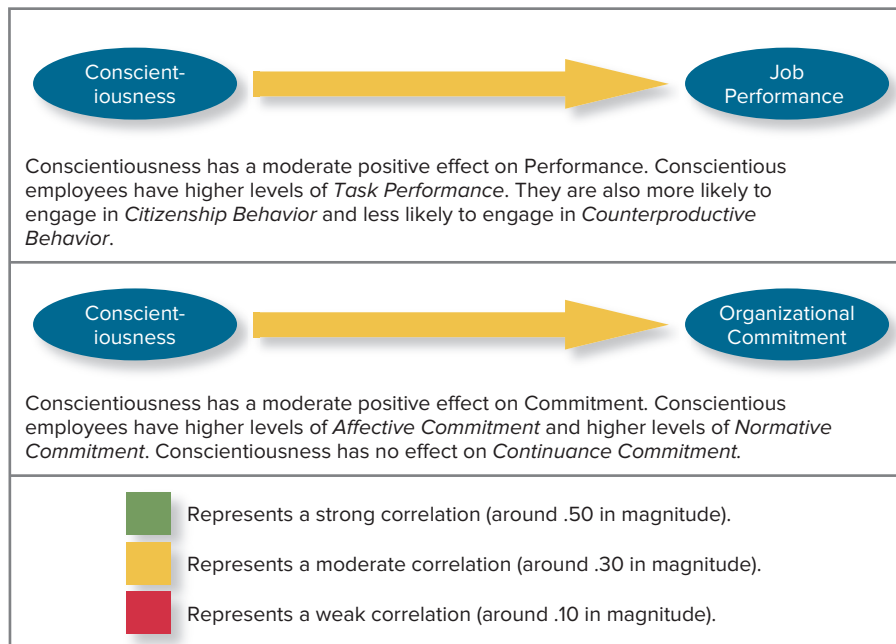 Conscient-
iousness
Job
Performance
Conscientiousness has a moderate positive effect on Performance. Conscientious
employees have higher levels of Task Performance. They are also more likely to
engage in Citizenship Behavior and less likely to engage in Counterproductive
Behavior.
Conscient-
iousness
Organizational
Commitment
Conscientiousness has a moderate positive effect on Commitment. Conscientious
employees have higher levels of Affective Commitment and higher levels of Normative
Commitment. Conscientiousness has no effect on Continuance Commitment.
Represents a strong correlation (around .50 in magnitude).
Represents a moderate correlation (around .30 in magnitude).
Represents a weak correlation (around .10 in magnitude).